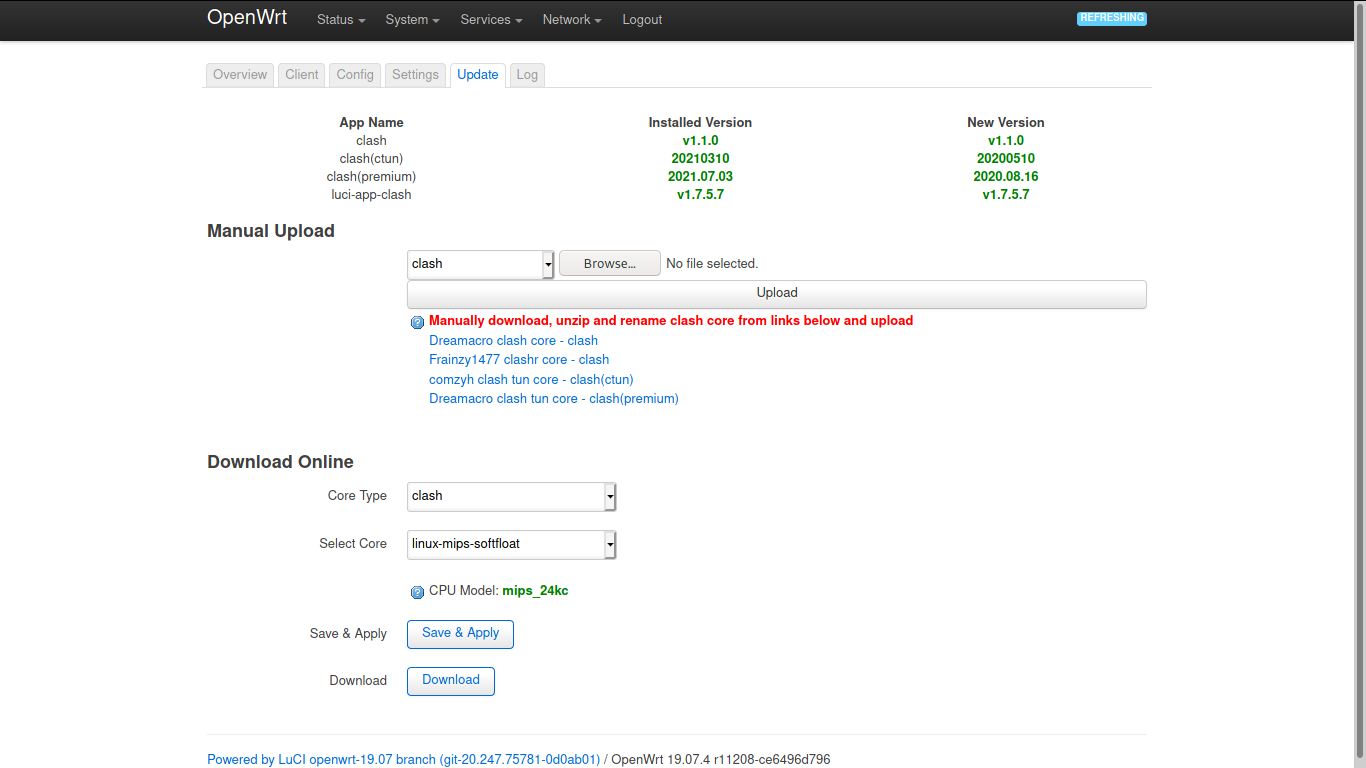 OpenWrt Status System Services Network Logout REFRESHING
Overview Client Config Settings Update Log
App Name Installed Version New Version
clash v1.1.0 v1.1.0
clash(ctun) 20210310 20200510
clash(premium) 2021.07.03 2020.08.16
luci-app-clash v1.7.5.7 v1.7.5.7
Manual Upload
clash Browse... No file selected.
Upload
Manually download, unzip and rename clash core from links below and upload
Dreamacro clash core - clash
Frainzy1477 clashr core - clash
comzyh clash tun core - clash(ctun)
Dreamacro clash tun core - clash(premium)
Download Online
Core Type clash
Select Core linux-mips-softfloat
CPU Model: mips_24kc
Save & Apply Save & Apply
Download Download
Powered by LuCI openwrt-19.07 branch (git-20.247.75781-0d0ab01) / OpenWrt 19.07.4 r11208-ce6496d796